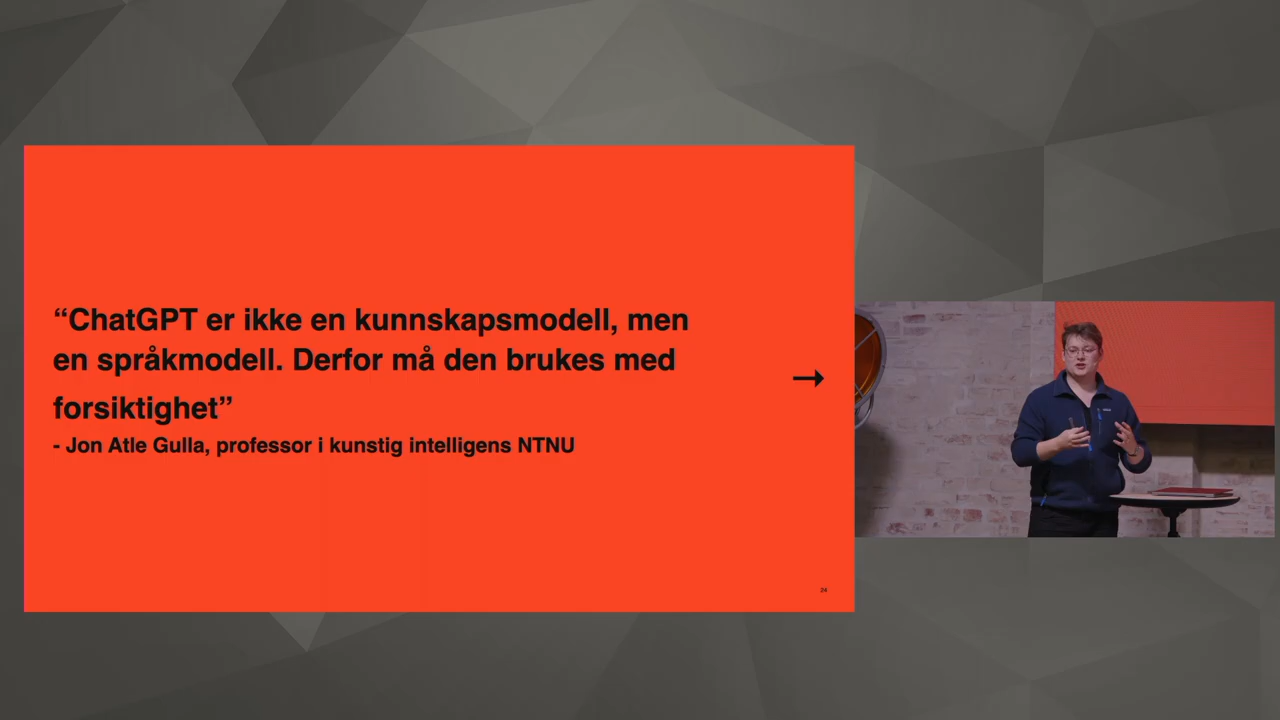 “ChatGPT er ikke en kunnskapsmodell, men
en språkmodell. Derfor må den brukes med
forsiktighet”
- Jon Atle Gulla, professor i kunstig intelligens NTNU
24